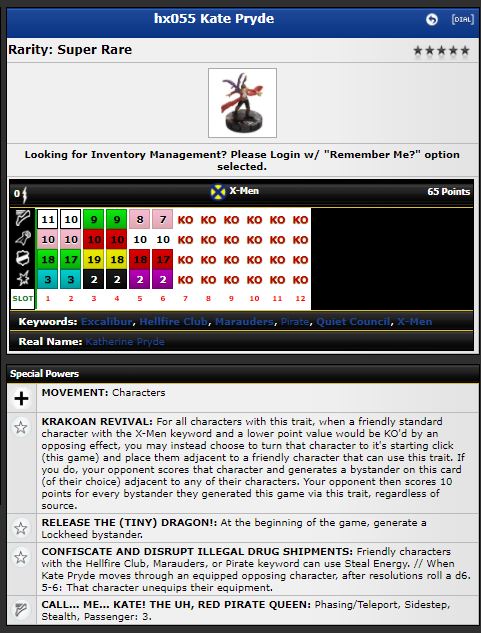 hx055 Kate Pryde
[DIAL]
Rarity: Super Rare
Looking for Inventory Management? Please Login w/ "Remember Me?" option
selected.
0 X-Men 65 Points
11 10 9 9 8 7 KO KO KO KO KO KO
10 10 10 10 10 10 KO KO KO KO KO KO
18 17 19 18 18 17 KO KO KO KO KO KO
3 3 2 2 2 2 KO KO KO KO KO KO
SLOT 1 2 3 4 5 6 7 8 9 10 11 12
Keywords: Excalibur, Hellfire Club, Marauders, Pirate, Quiet Council, X-Men
Real Name: Katherine Pryde
Special Powers
MOVEMENT: Characters
KRAKOAN REVIVAL: For all characters with this trait, when a friendly standard
character with the X-Men keyword and a lower point value would be KO'd by an
opposing effect, you may instead choose to turn that character to it's starting click
(this game) and place them adjacent to a friendly character that can use this trait. If
you do, your opponent scores that character and generates a bystander on this card
(of their choice) adjacent to any of their characters. Your opponent then scores 10
points for every bystander they generated this game via this trait, regardless of
source.
RELEASE THE (TINY) DRAGON!: At the beginning of the game, generate a
Lockheed bystander.
CONFISCATE AND DISRUPT ILLEGAL DRUG SHIPMENTS: Friendly characters
with the Hellfire Club, Marauders, or Pirate keyword can use Steal Energy. // When
Kate Pryde moves through an equipped opposing character, after resolutions roll a d6.
5-6: That character unequips their equipment.
CALL... ME... KATE! THE UH, RED PIRATE QUEEN: Phasing/Teleport, Sidestep,
Stealth, Passenger: 3.